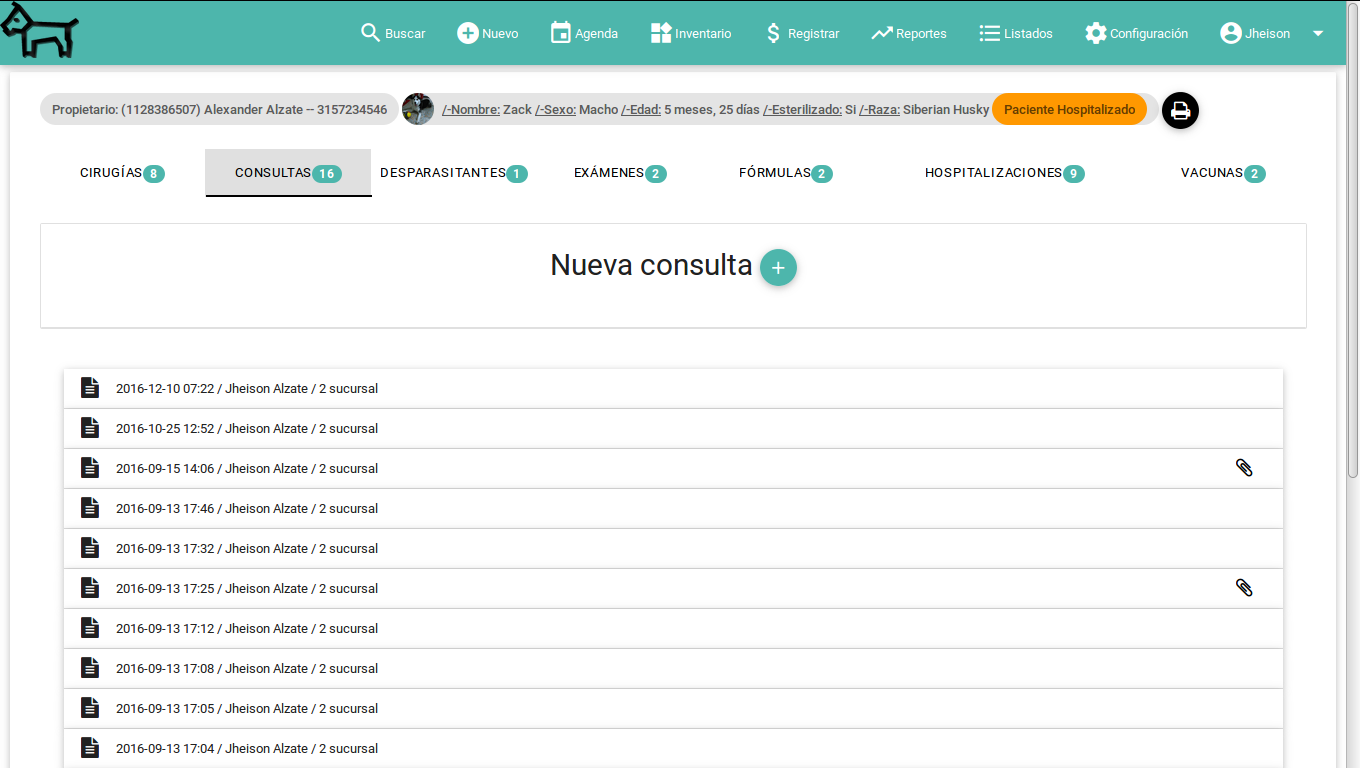 Buscar Nuevo Agenda Inventario Registrar Reportes Listados Configuración Jheison
Propietario: (1128386507) Alexander Alzate -- 3157234546 /-Nombre: Zack /-Sexo: Macho /-Edad: 5 meses, 25 días /-Esterilizado: Si /-Raza: Siberian Husky Paciente Hospitalizado
CIRUGÍAS 8 CONSULTAS 16 DESPARASITANTES 1 EXÁMENES 2 FÓRMULAS 2 HOSPITALIZACIONES 9 VACUNAS 2
Nueva consulta +
2016-12-10 07:22 / Jheison Alzate / 2 sucursal
2016-10-25 12:52 / Jheison Alzate / 2 sucursal
2016-09-15 14:06 / Jheison Alzate / 2 sucursal
2016-09-13 17:46 / Jheison Alzate / 2 sucursal
2016-09-13 17:32 / Jheison Alzate / 2 sucursal
2016-09-13 17:25 / Jheison Alzate / 2 sucursal
2016-09-13 17:12 / Jheison Alzate / 2 sucursal
2016-09-13 17:08 / Jheison Alzate / 2 sucursal
2016-09-13 17:05 / Jheison Alzate / 2 sucursal
2016-09-13 17:04 / Jheison Alzate / 2 sucursal